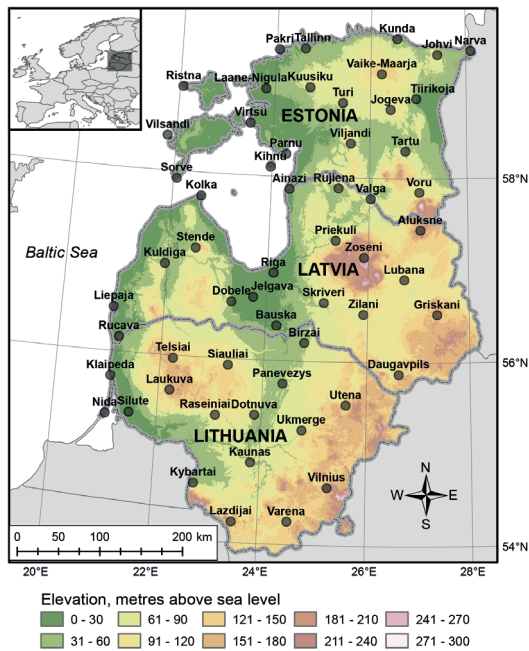 Kunda
Pakri Tallinn
Narva
Johvi
Vaike-Maarja
Ristna
Laane-Nigula Kuusiku
Turi
Tiirikoja
Jogeva
ESTONIA
Virtsu
Vilsandi
Viljandi
Parnu
Tartu
Kihnu
Sorve
Ainazi
Rujiena
Valga
Voru
58°N
Kolka
Aluksne
Priekuli
Stende
Zoseni
Baltic Sea
Kuldiga
Riga
LATVIA
Lubana
Dobele Jelgava
Liepaja
Skriveri
Zilani
Griskani
Bauska
Rucava
Birzai
Telsiai
Siauliai
56°N
Klaipeda
Daugavpils
Laukuva
Panevezys
Utena
Nida Silute
Raseiniai Dotnuva
Ukmerge
LITHUANIA
Kaunas
Kybartai
Vilnius
N
W E
S
Lazdijai
Varena
0 50 100 200 km
54°N
20°E 22°E 24°E 26°E 28°E
Elevation, metres above sea level
0 - 30 61 - 90 121 - 150 181 - 210 241 - 270
31 - 60 91 - 120 151 - 180 211 - 240 271 - 300